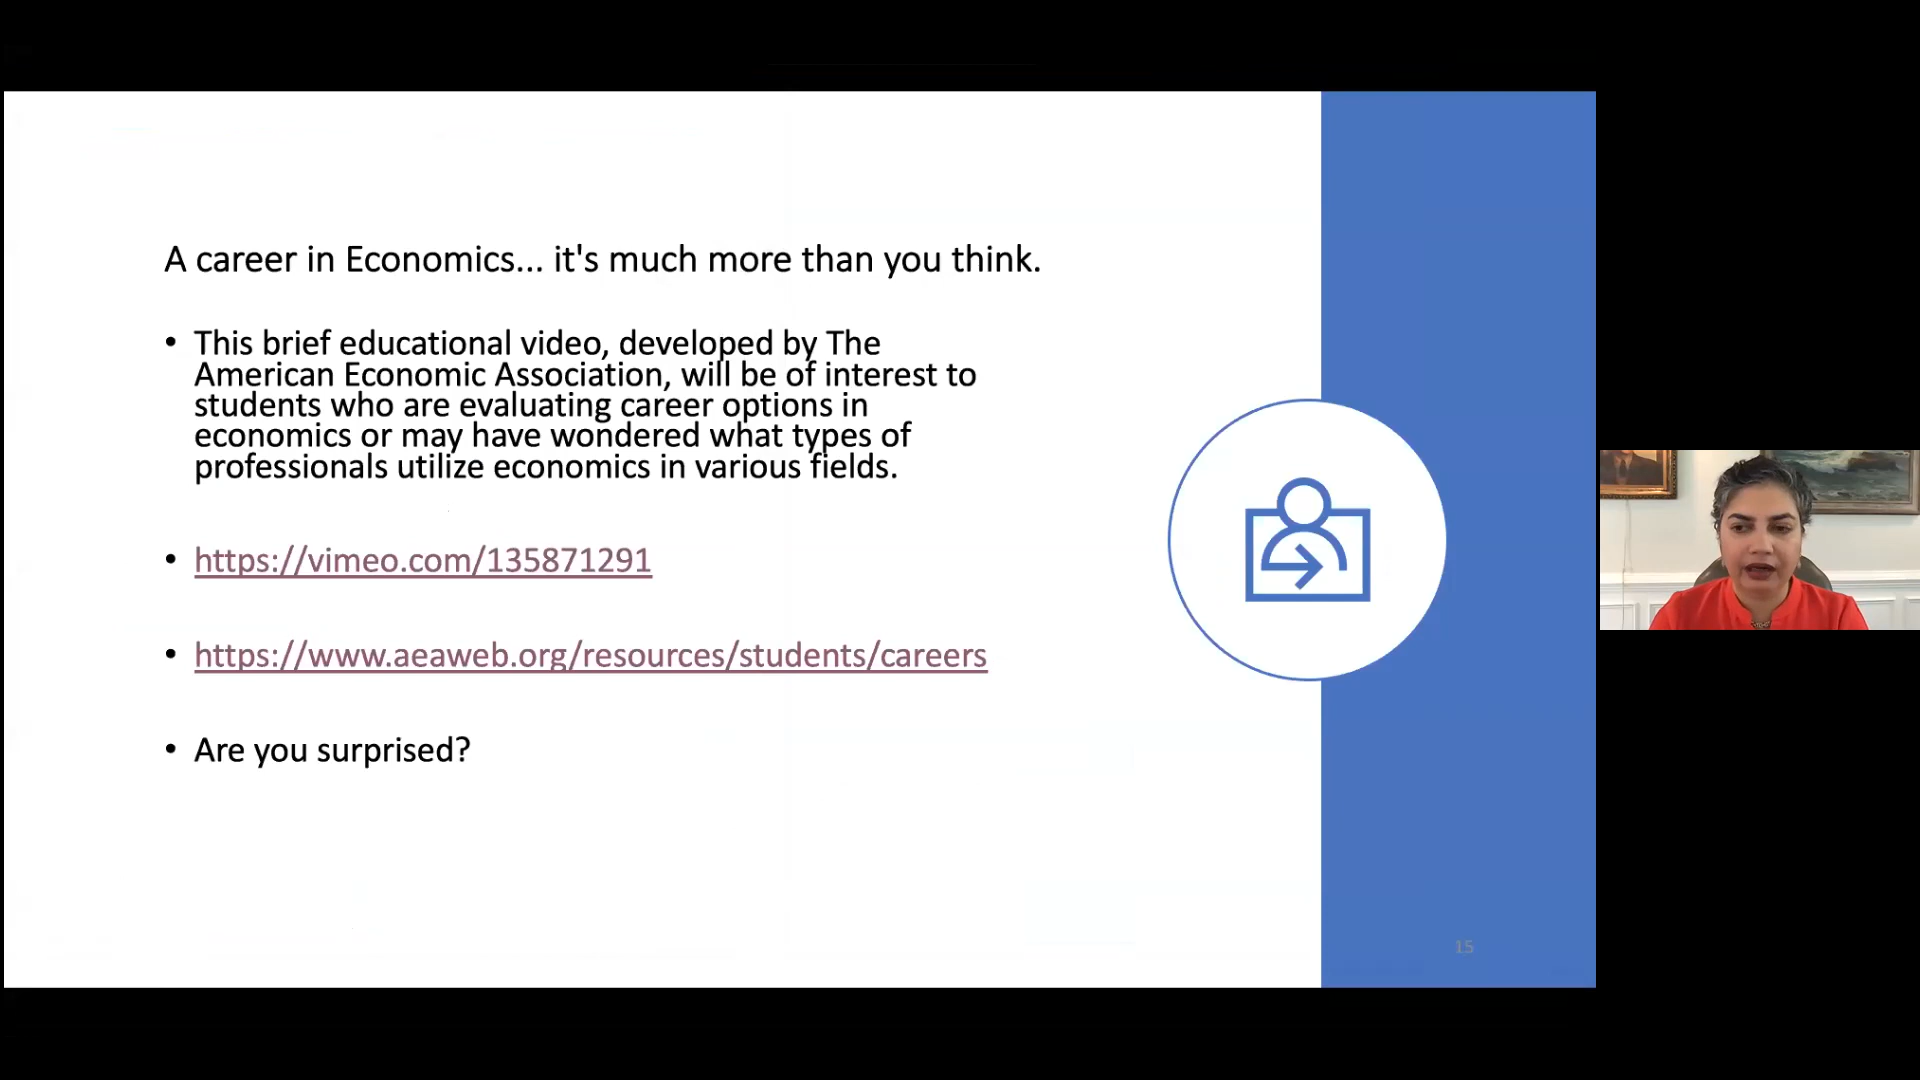 A career in Economics... it's much more than you think.
• This brief educational video, developed by The
American Economic Association, will be of interest to
students who are evaluating career options in
economics or may have wondered what types of
professionals utilize economics in various fields.
• https://vimeo.com/135871291
• https://www.aeaweb.org/resources/students/careers
• Are you surprised?
15